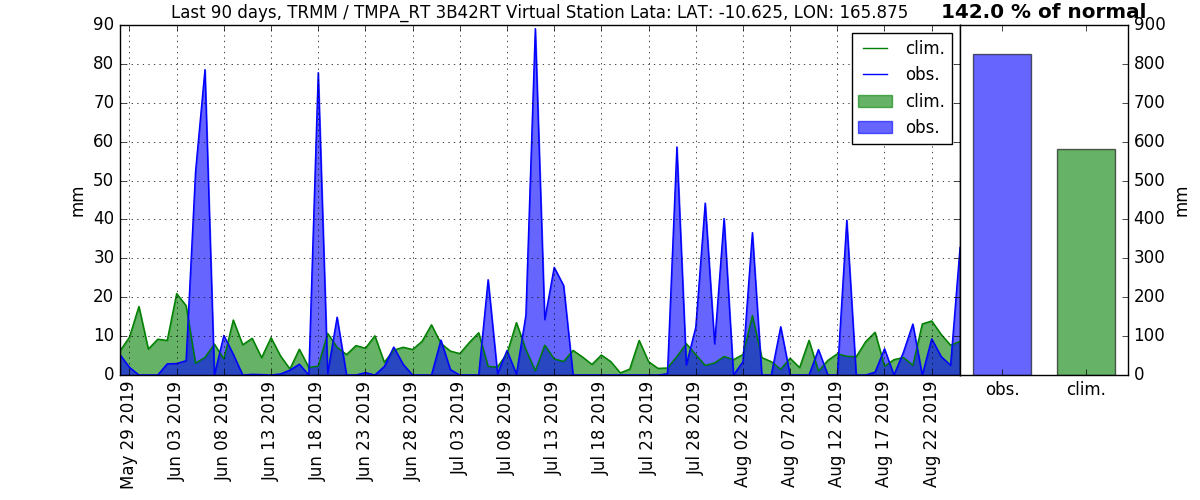 Last 90 days, TRMM / TMPA_RT 3B42RT Virtual Station Lata: LAT: -10.625, LON: 165.875
142.0 % of normal
90
80
70
60
50
40
30
20
10
0
mm
clim.
obs.
clim.
obs.
May 29 2019
Jun 03 2019
Jun 08 2019
Jun 13 2019
Jun 18 2019
Jun 23 2019
Jun 28 2019
Jul 03 2019
Jul 08 2019
Jul 13 2019
Jul 18 2019
Jul 23 2019
Jul 28 2019
Aug 02 2019
Aug 07 2019
Aug 12 2019
Aug 17 2019
Aug 22 2019
900
800
700
600
500
400
300
200
100
0
mm
obs.
clim.